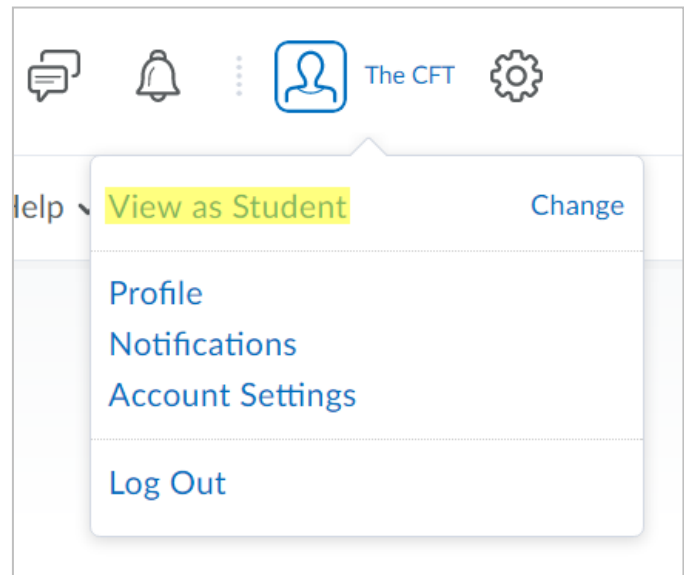 The CFT
View as Student Change
Profile
Notifications
Account Settings
Log Out